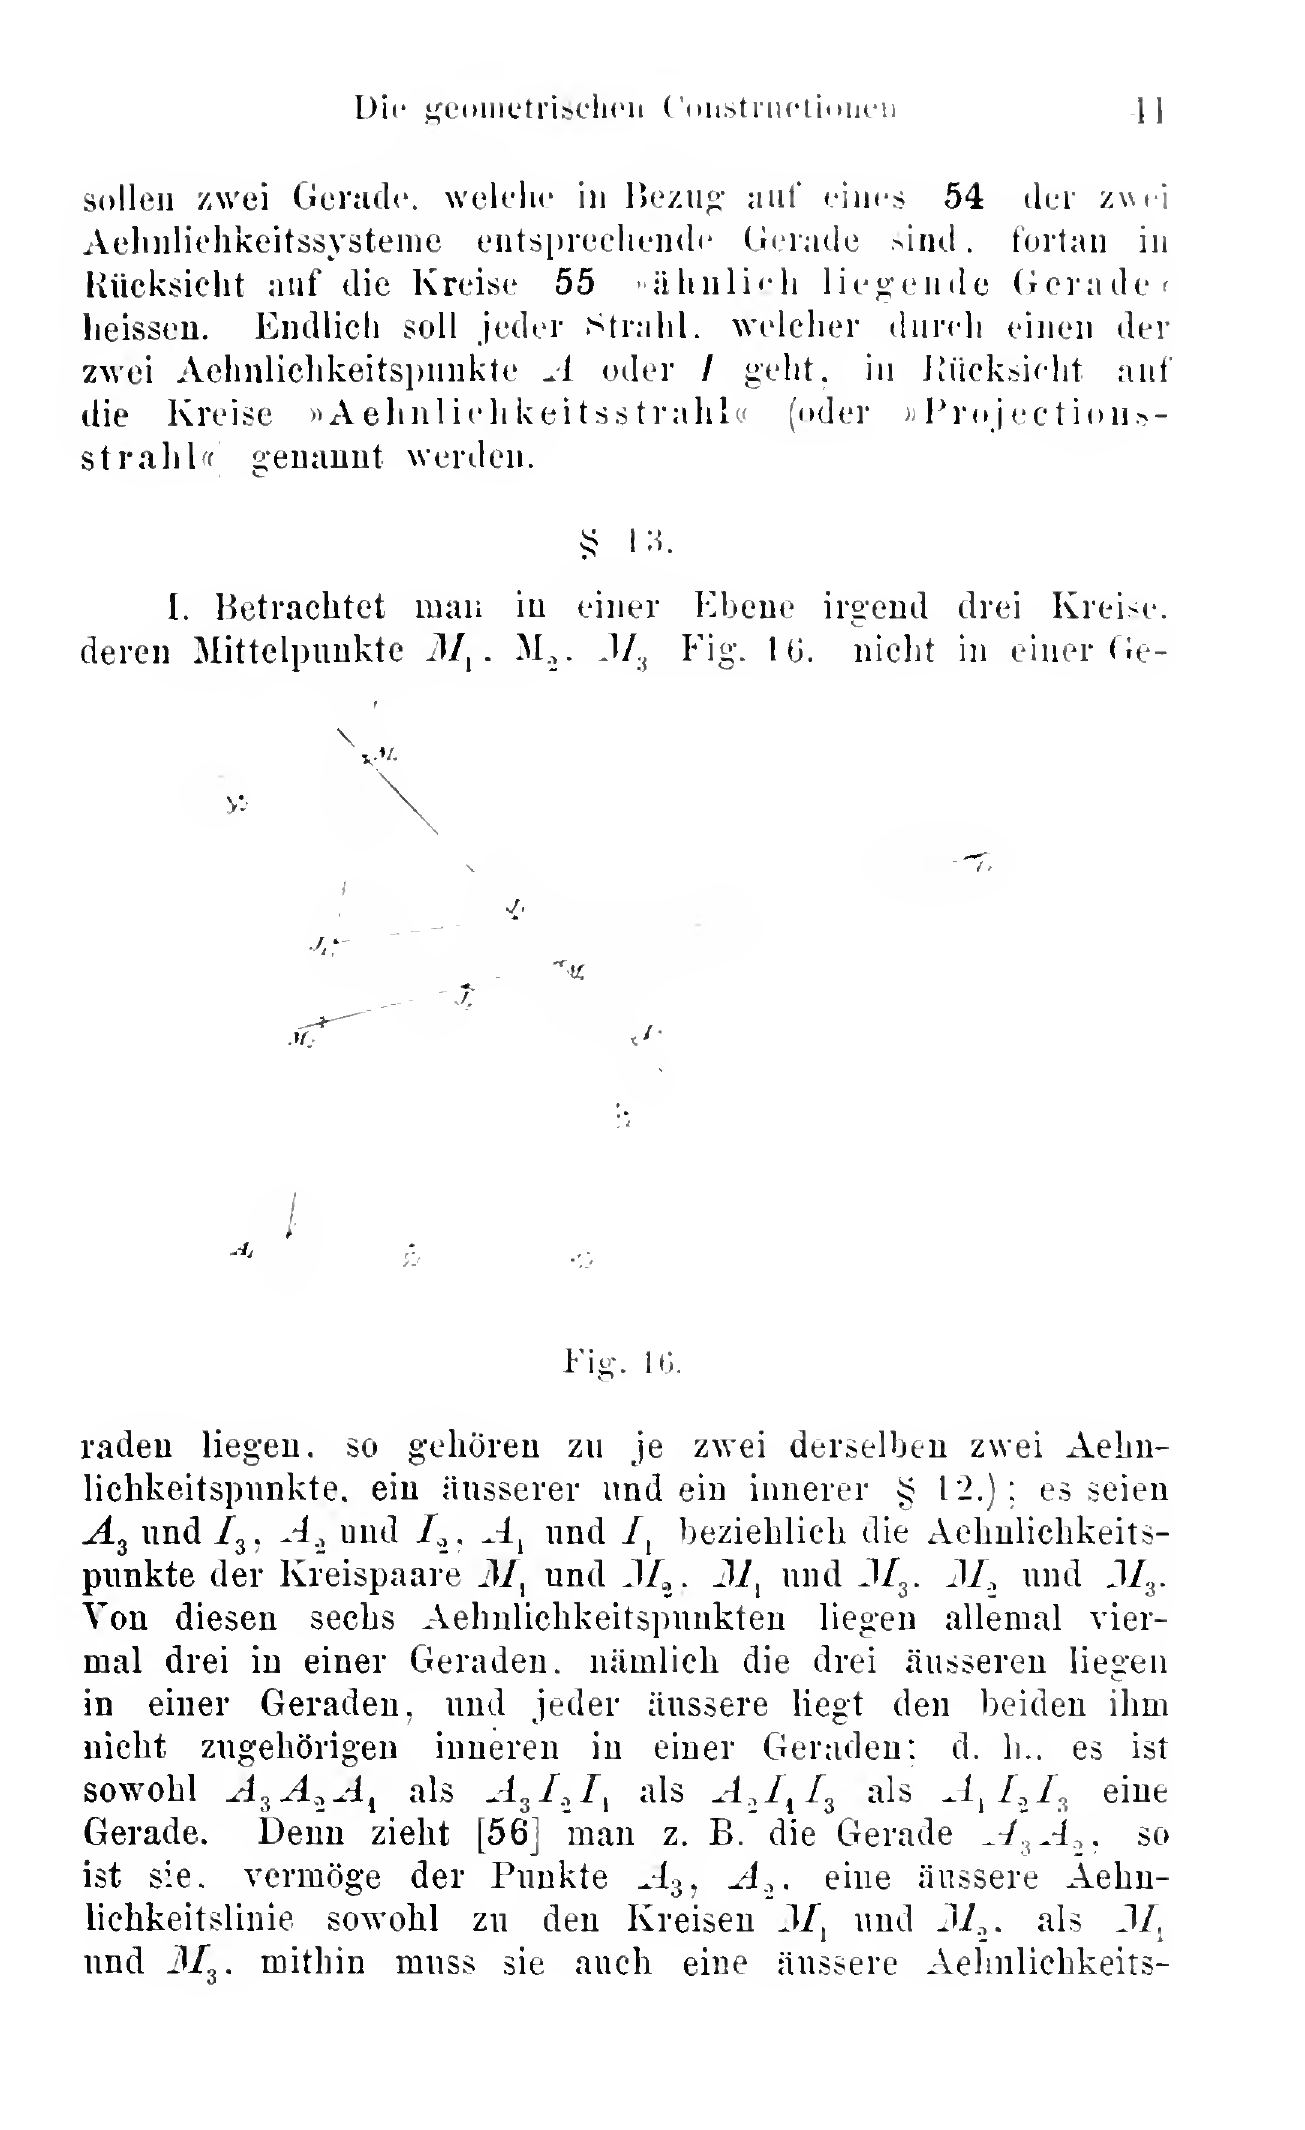 Die geometrischen Constructionen 41
sollen zwei Gerade, welche in Bezug auf eines 54 der zwei
Aehnlichkeitssysteme entsprechende Gerade sind, fortan in
Rücksicht auf die Kreise 55 »ähnlich liegende Gerade«
heissen. Endlich soll jeder Strahl, welcher durch einen der
zwei Aehnlichkeitspunkte A oder I geht, in Rücksicht auf
die Kreise »Aehnlichkeitsstrahl« (oder »Projections-
strahl« genannt werden.
§ 13.
I. Betrachtet man in einer Ebene irgend drei Kreise,
deren Mittelpunkte M₁, M₂, M₃ Fig. 16. nicht in einer Ge-
A₁
Fig. 16.
raden liegen, so gehören zu je zwei derselben zwei Aehn-
lichkeitspunkte, ein äusserer und ein innerer § 12.); es seien
A₃ und I₃, A₂ und I₂, A₁ und I₁ beziehlich die Aehnlichkeits-
punkte der Kreispaare M₁ und M₂, M₁ und M₃, M₂ und M₃.
Von diesen sechs Aehnlichkeitspunkten liegen allemal vier-
mal drei in einer Geraden, nämlich die drei äusseren liegen
in einer Geraden, und jeder äussere liegt den beiden ihm
nicht zugehörigen inneren in einer Geraden; d. h., es ist
sowohl A₃A₂A₁ als A₃I₂I₁ als A₂I₁I₃ als A₁I₂I₃ eine
Gerade. Denn zieht [56] man z. B. die Gerade A₃A₂, so
ist sie, vermöge der Punkte A₃, A₂, eine äussere Aehn-
lichkeitslinie sowohl zu den Kreisen M₁ und M₂, als M₁
und M₃, mithin muss sie auch eine äussere Aehnlichkeits-